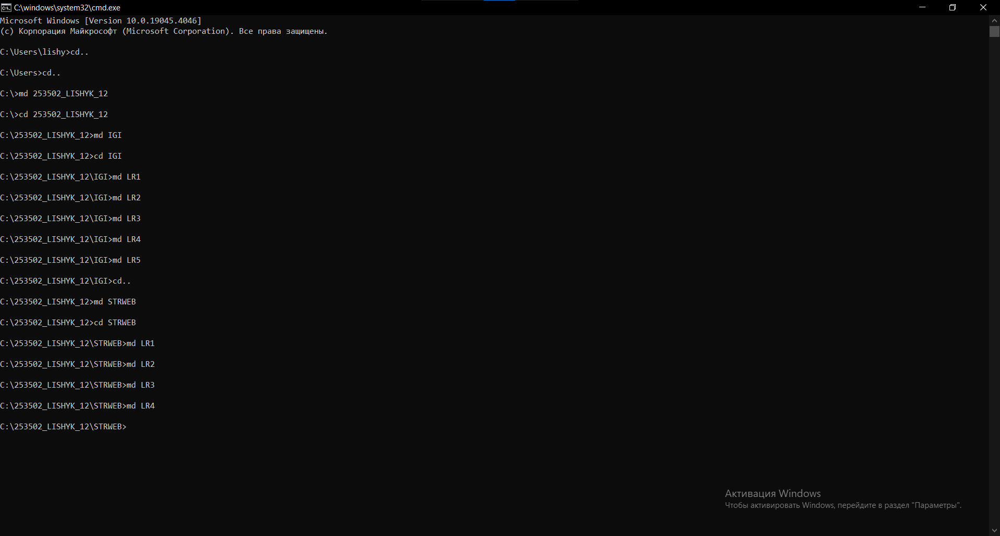 C:\windows\system32\cmd.exe
Microsoft Windows [Version 10.0.19045.4046]
(c) Корпорация Майкрософт (Microsoft Corporation). Все права защищены.
C:\Users\lishy>cd..
C:\Users>cd..
C:\>md 253502_LISHYK_12
C:\>cd 253502_LISHYK_12
C:\253502_LISHYK_12>md IGI
C:\253502_LISHYK_12>cd IGI
C:\253502_LISHYK_12\IGI>md LR1
C:\253502_LISHYK_12\IGI>md LR2
C:\253502_LISHYK_12\IGI>md LR3
C:\253502_LISHYK_12\IGI>md LR4
C:\253502_LISHYK_12\IGI>md LR5
C:\253502_LISHYK_12\IGI>cd..
C:\253502_LISHYK_12>md STRWEB
C:\253502_LISHYK_12>cd STRWEB
C:\253502_LISHYK_12\STRWEB>md LR1
C:\253502_LISHYK_12\STRWEB>md LR2
C:\253502_LISHYK_12\STRWEB>md LR3
C:\253502_LISHYK_12\STRWEB>md LR4
C:\253502_LISHYK_12\STRWEB>
Активация Windows
Чтобы активировать Windows, перейдите в раздел "Параметры".